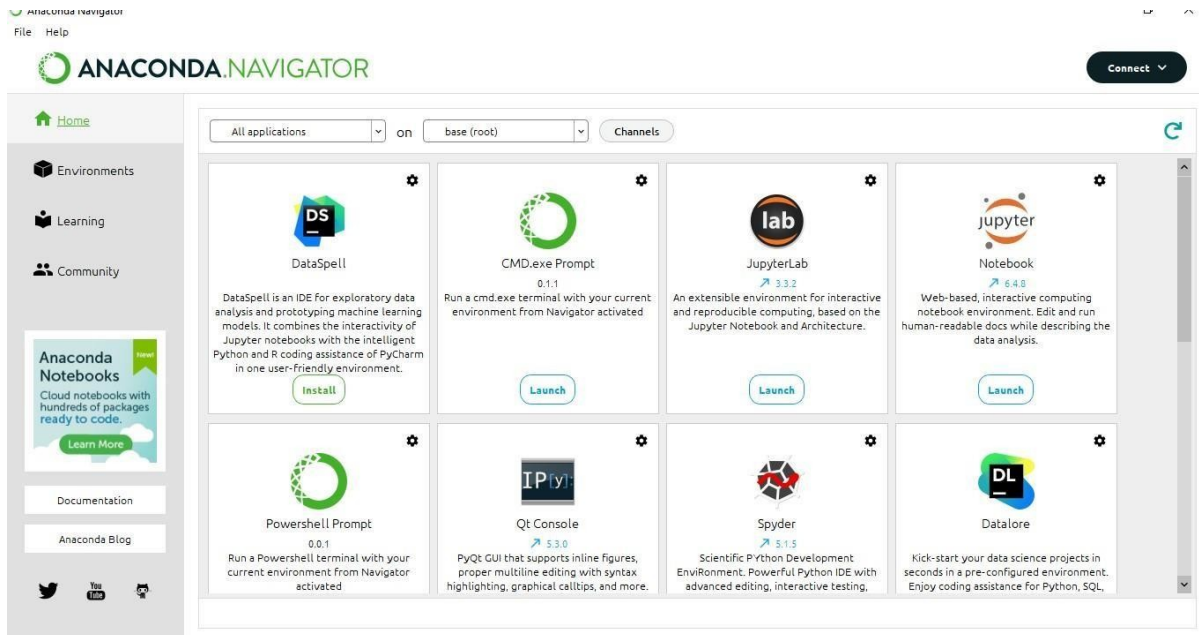 Anaconda Navigator
File Help
ANACONDA.NAVIGATOR
Connect
Home
Environments
Learning
Community
Anaconda Notebooks
New!
Cloud notebooks with
hundreds of packages
ready to code.
Learn More
Documentation
Anaconda Blog
You
Tube
All applications on base (root) Channels
DS
DataSpell
DataSpell is an IDE for exploratory data
analysis and prototyping machine learning
models. It combines the interactivity of
Jupyter notebooks with the intelligent
Python and R coding assistance of PyCharm
in one user-friendly environment.
Install
CMD.exe Prompt
0.1.1
Run a cmd.exe terminal with your current
environment from Navigator activated
Launch
lab
JupyterLab
3.3.2
An extensible environment for interactive
and reproducible computing, based on the
Jupyter Notebook and Architecture.
Launch
jupyter
Notebook
6.4.8
Web-based, interactive computing
notebook environment. Edit and run
human-readable docs while describing the
data analysis.
Launch
Powershell Prompt
0.0.1
Run a Powershell terminal with your
current environment from Navigator
activated
IP[y]:
Qt Console
5.3.0
PyQt GUI that supports inline figures,
proper multiline editing with syntax
highlighting, graphical calltips, and more.
Spyder
5.1.5
Scientific PYthon Development
EnviRonment. Powerful Python IDE with
advanced editing, interactive testing,
DL
Datalore
Kick-start your data science projects in
seconds in a pre-configured environment.
Enjoy coding assistance for Python, SQL,